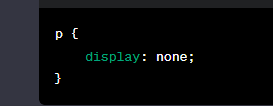 p {
    display: none;
}